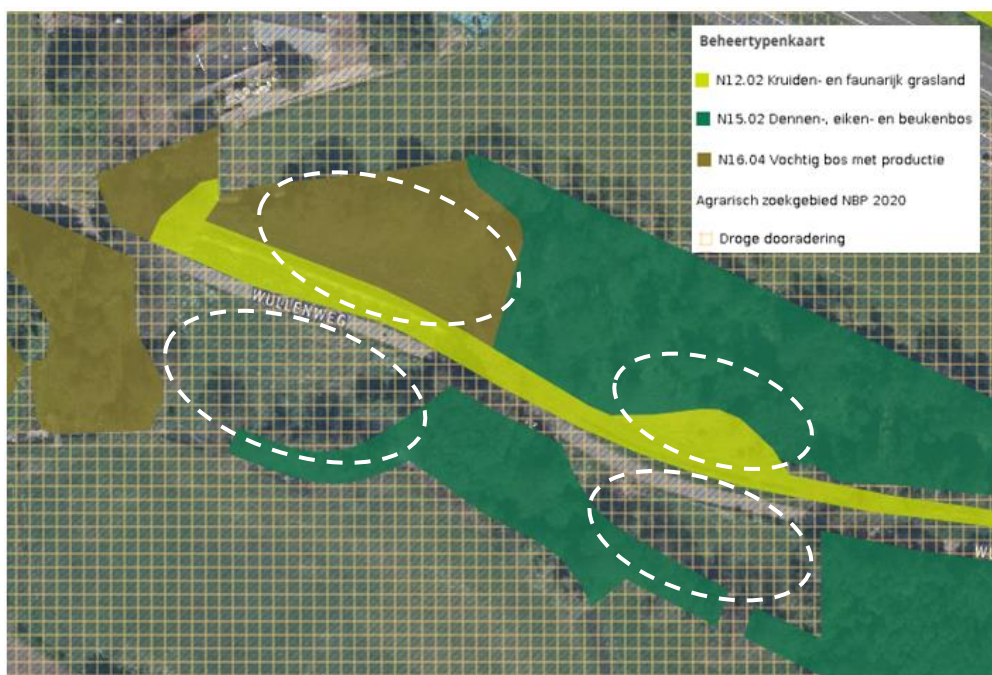 Beheertypenkaart
N12.02 Kruiden- en faunarijk grasland
N15.02 Dennen-, eiken- en beukenbos
N16.04 Vochtig bos met productie
Agrarisch zoekgebied NBP 2020
Droge dooradering
WULLENWEG